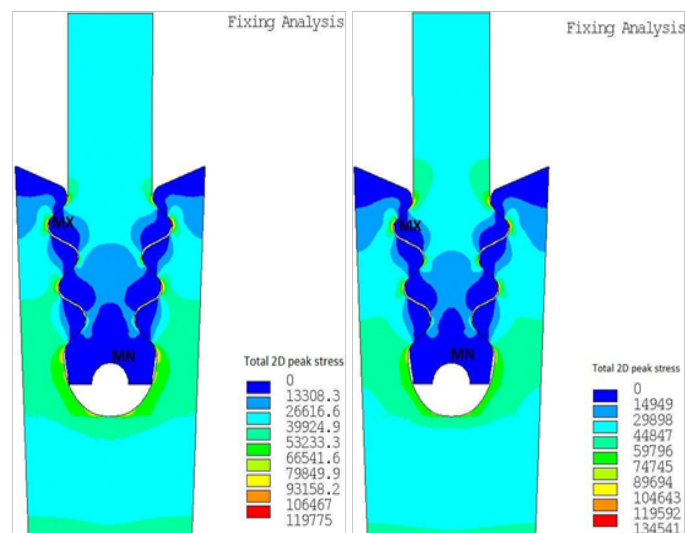 Fixing Analysis
MX
MN
Total 2D peak stress
0
13308.3
26616.6
39924.9
53233.3
66541.6
79849.9
93158.2
106467
119775
Fixing Analysis
MX
MN
Total 2D peak stress
0
14949
29898
44847
59796
74745
89694
104643
119592
134541